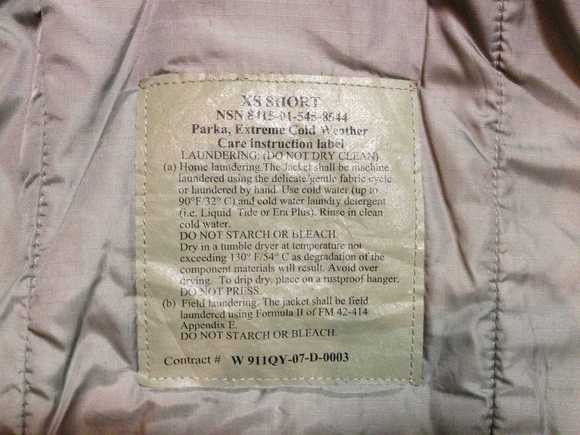 XS SHORT
NSN 8415-01-545-8544
Parka, Extreme Cold Weather
Care instruction label
LAUNDERING: (DO NOT DRY CLEAN)
(a) Home laundering. The Jacket shall be machine
laundered using the delicate/gentle fabric cycle
or laundered by hand. Use cold water (up to
90°F/32° C) and cold water laundry detergent
(i.e. Liquid Tide or Era Plus). Rinse in clean
cold water.
DO NOT STARCH OR BLEACH.
Dry in a tumble dryer at temperature not
exceeding 130° F/54° C as degradation of the
component materials will result. Avoid over
drying. To drip dry, place on a rustproof hanger.
DO NOT PRESS.
(b) Field laundering. The jacket shall be field
laundered using Formula II of FM 42-414
Appendix E.
DO NOT STARCH OR BLEACH.
Contract # W 911QY-07-D-0003